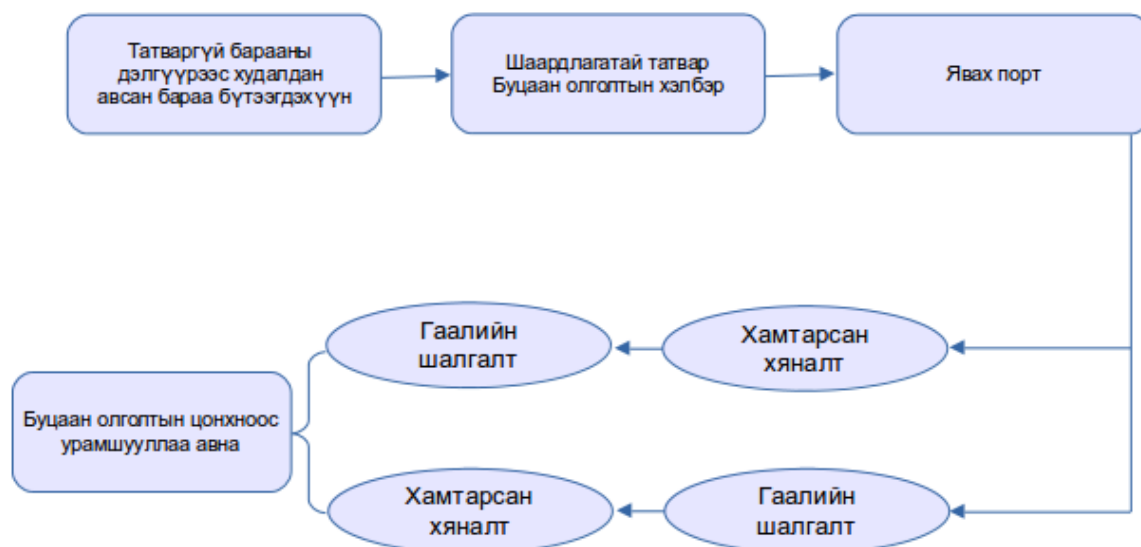 Татваргүй барааны
дэлгүүрээс худалдан
авсан бараа бүтээгдэхүүн
Шаардлагатай татвар
Буцаан олголтын хэлбэр
Явах порт
Гаалийн
шалгалт
Хамтарсан
хяналт
Буцаан олголтын цонхноос
урамшууллаа авна
Хамтарсан
хяналт
Гаалийн
шалгалт